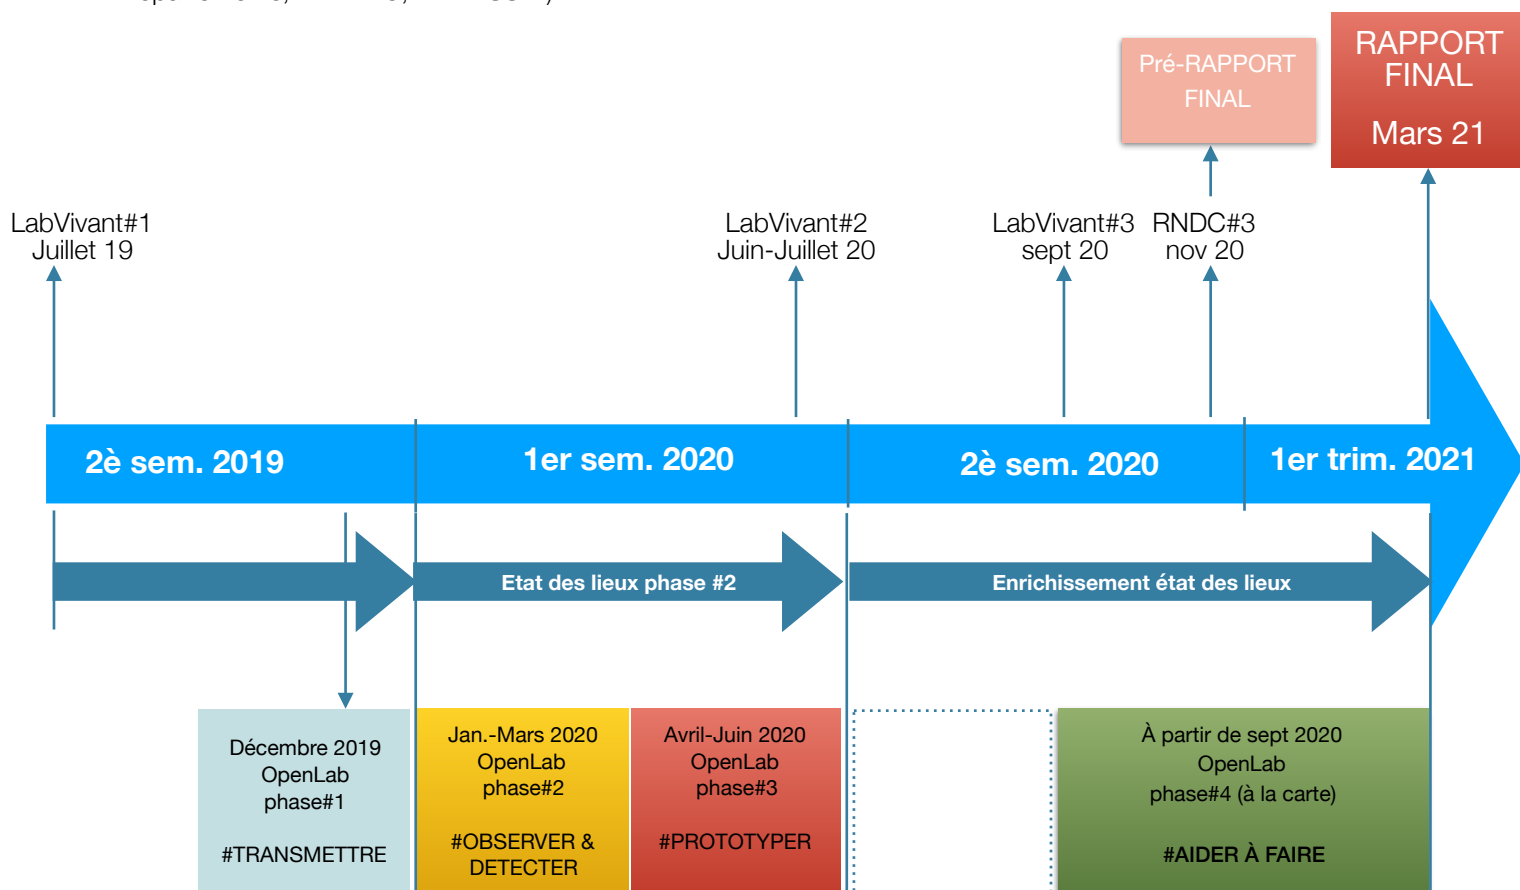 Pré-RAPPORT
FINAL
RAPPORT
FINAL
Mars 21
LabVivant#1
Juillet 19
LabVivant#2
Juin-Juillet 20
LabVivant#3
sept 20
RNDC#3
nov 20
2è sem. 2019
1er sem. 2020
2è sem. 2020
1er trim. 2021
Etat des lieux phase #2
Enrichissement état des lieux
Décembre 2019
OpenLab
phase#1
#TRANSMETTRE
Jan.-Mars 2020
OpenLab
phase#2
#OBSERVER &
DETECTER
Avril-Juin 2020
OpenLab
phase#3
#PROTOTYPER
À partir de sept 2020
OpenLab
phase#4 (à la carte)
#AIDER À FAIRE